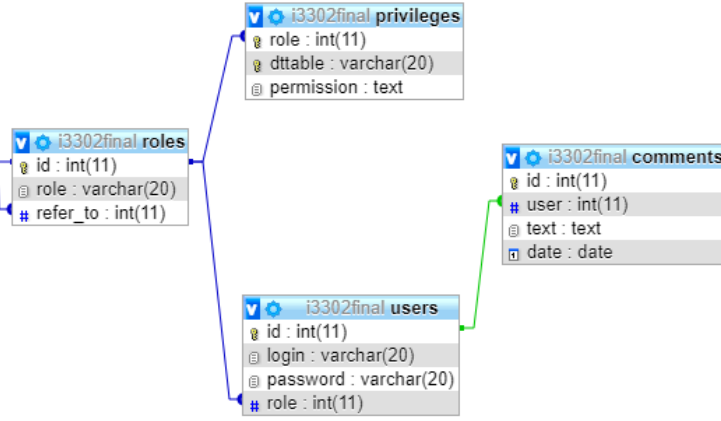 i3302final privileges
role : int(11)
dttable : varchar(20)
permission : text
i3302final roles
id : int(11)
role : varchar(20)
# refer_to : int(11)
i3302final comments
id : int(11)
# user : int(11)
text : text
date : date
i3302final users
id : int(11)
login : varchar(20)
password : varchar(20)
# role : int(11)